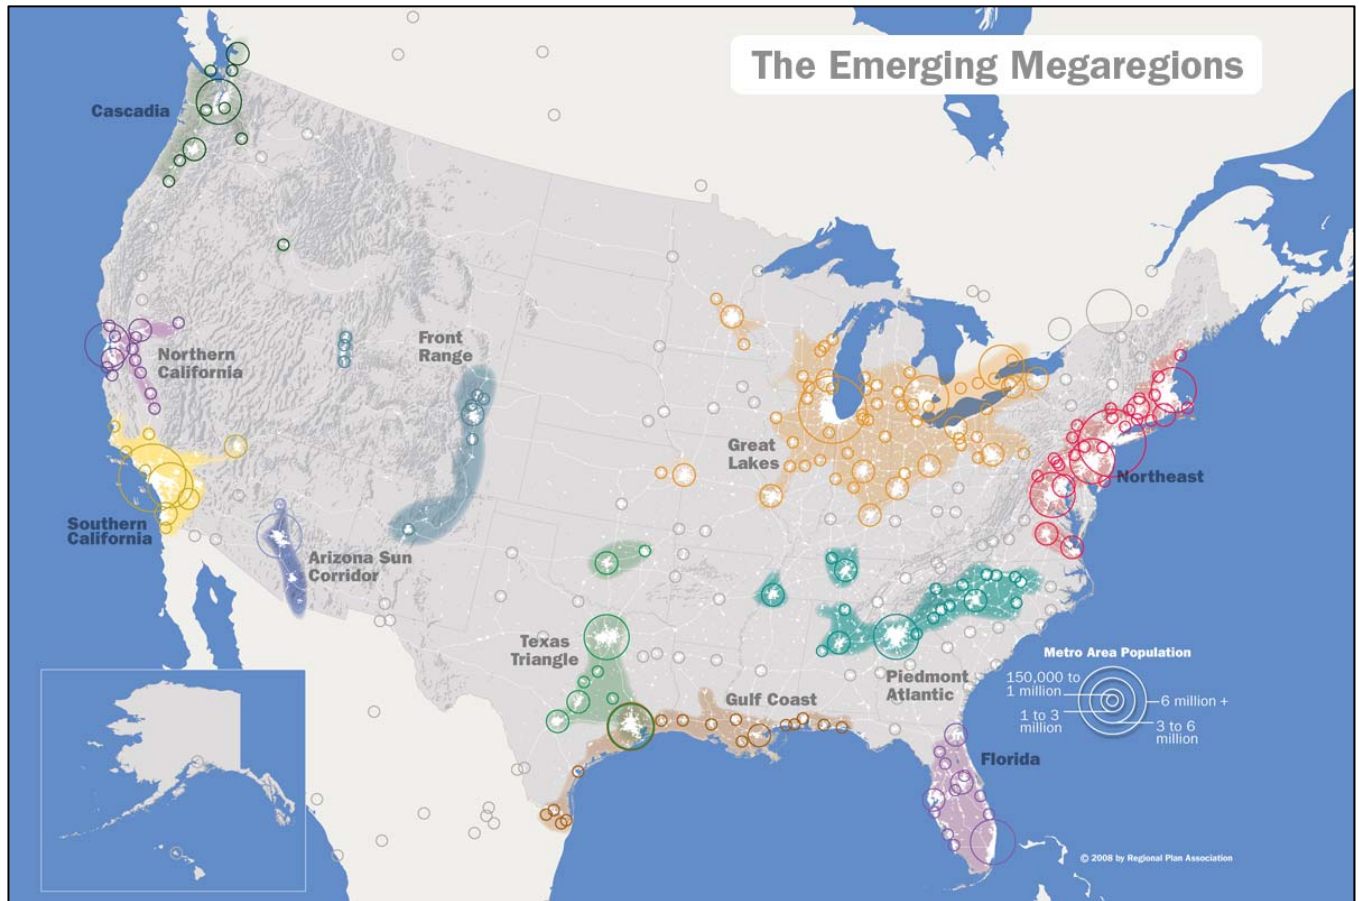 The Emerging Megaregions
Cascadia
Northern
California
Front
Range
Great
Lakes
Northeast
Southern
California
Arizona Sun
Corridor
Texas
Triangle
Gulf Coast
Piedmont
Atlantic
Florida
Metro Area Population
150,000 to
1 million
1 to 3
million
6 million +
3 to 6
million
© 2008 by Regional Plan Association